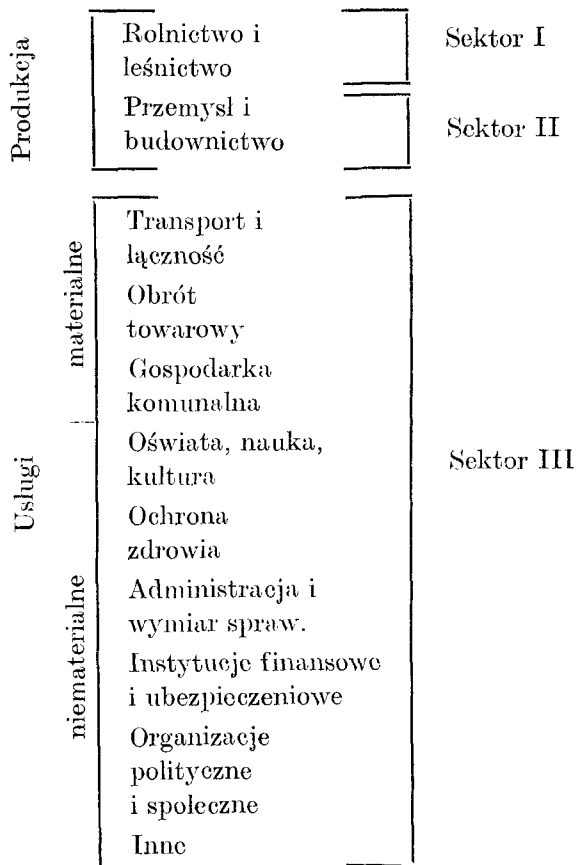 Produkcja
Rolnictwo i
leśnictwo
Sektor I
Przemysł i
budownictwo
Sektor II
Usługi
materialne
Transport i
łączność
Obrót
towarowy
Gospodarka
komunalna
niematerialne
Oświata, nauka,
kultura
Sektor III
Ochrona
zdrowia
Administracja i
wymiar spraw.
Instytucje finansowe
i ubezpieczeniowe
Organizacje
polityczne
i społeczne
Inne